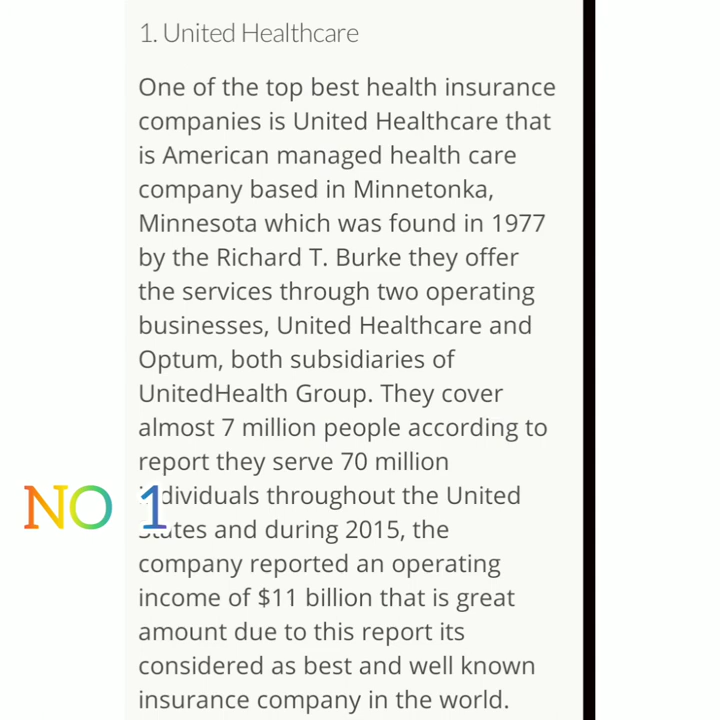 1. United Healthcare
One of the top best health insurance
companies is United Healthcare that
is American managed health care
company based in Minnetonka,
Minnesota which was found in 1977
by the Richard T. Burke they offer
the services through two operating
businesses, United Healthcare and
Optum, both subsidiaries of
UnitedHealth Group. They cover
almost 7 million people according to
report they serve 70 million
individuals throughout the United
States and during 2015, the
company reported an operating
income of $11 billion that is great
amount due to this report its
considered as best and well known
insurance company in the world.
NO 1